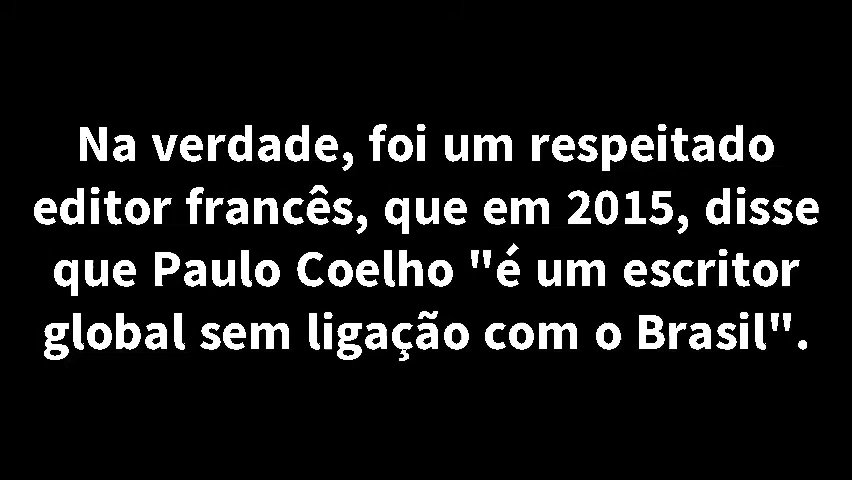 Na verdade, foi um respeitado
editor francês, que em 2015, disse
que Paulo Coelho "é um escritor
global sem ligação com o Brasil".